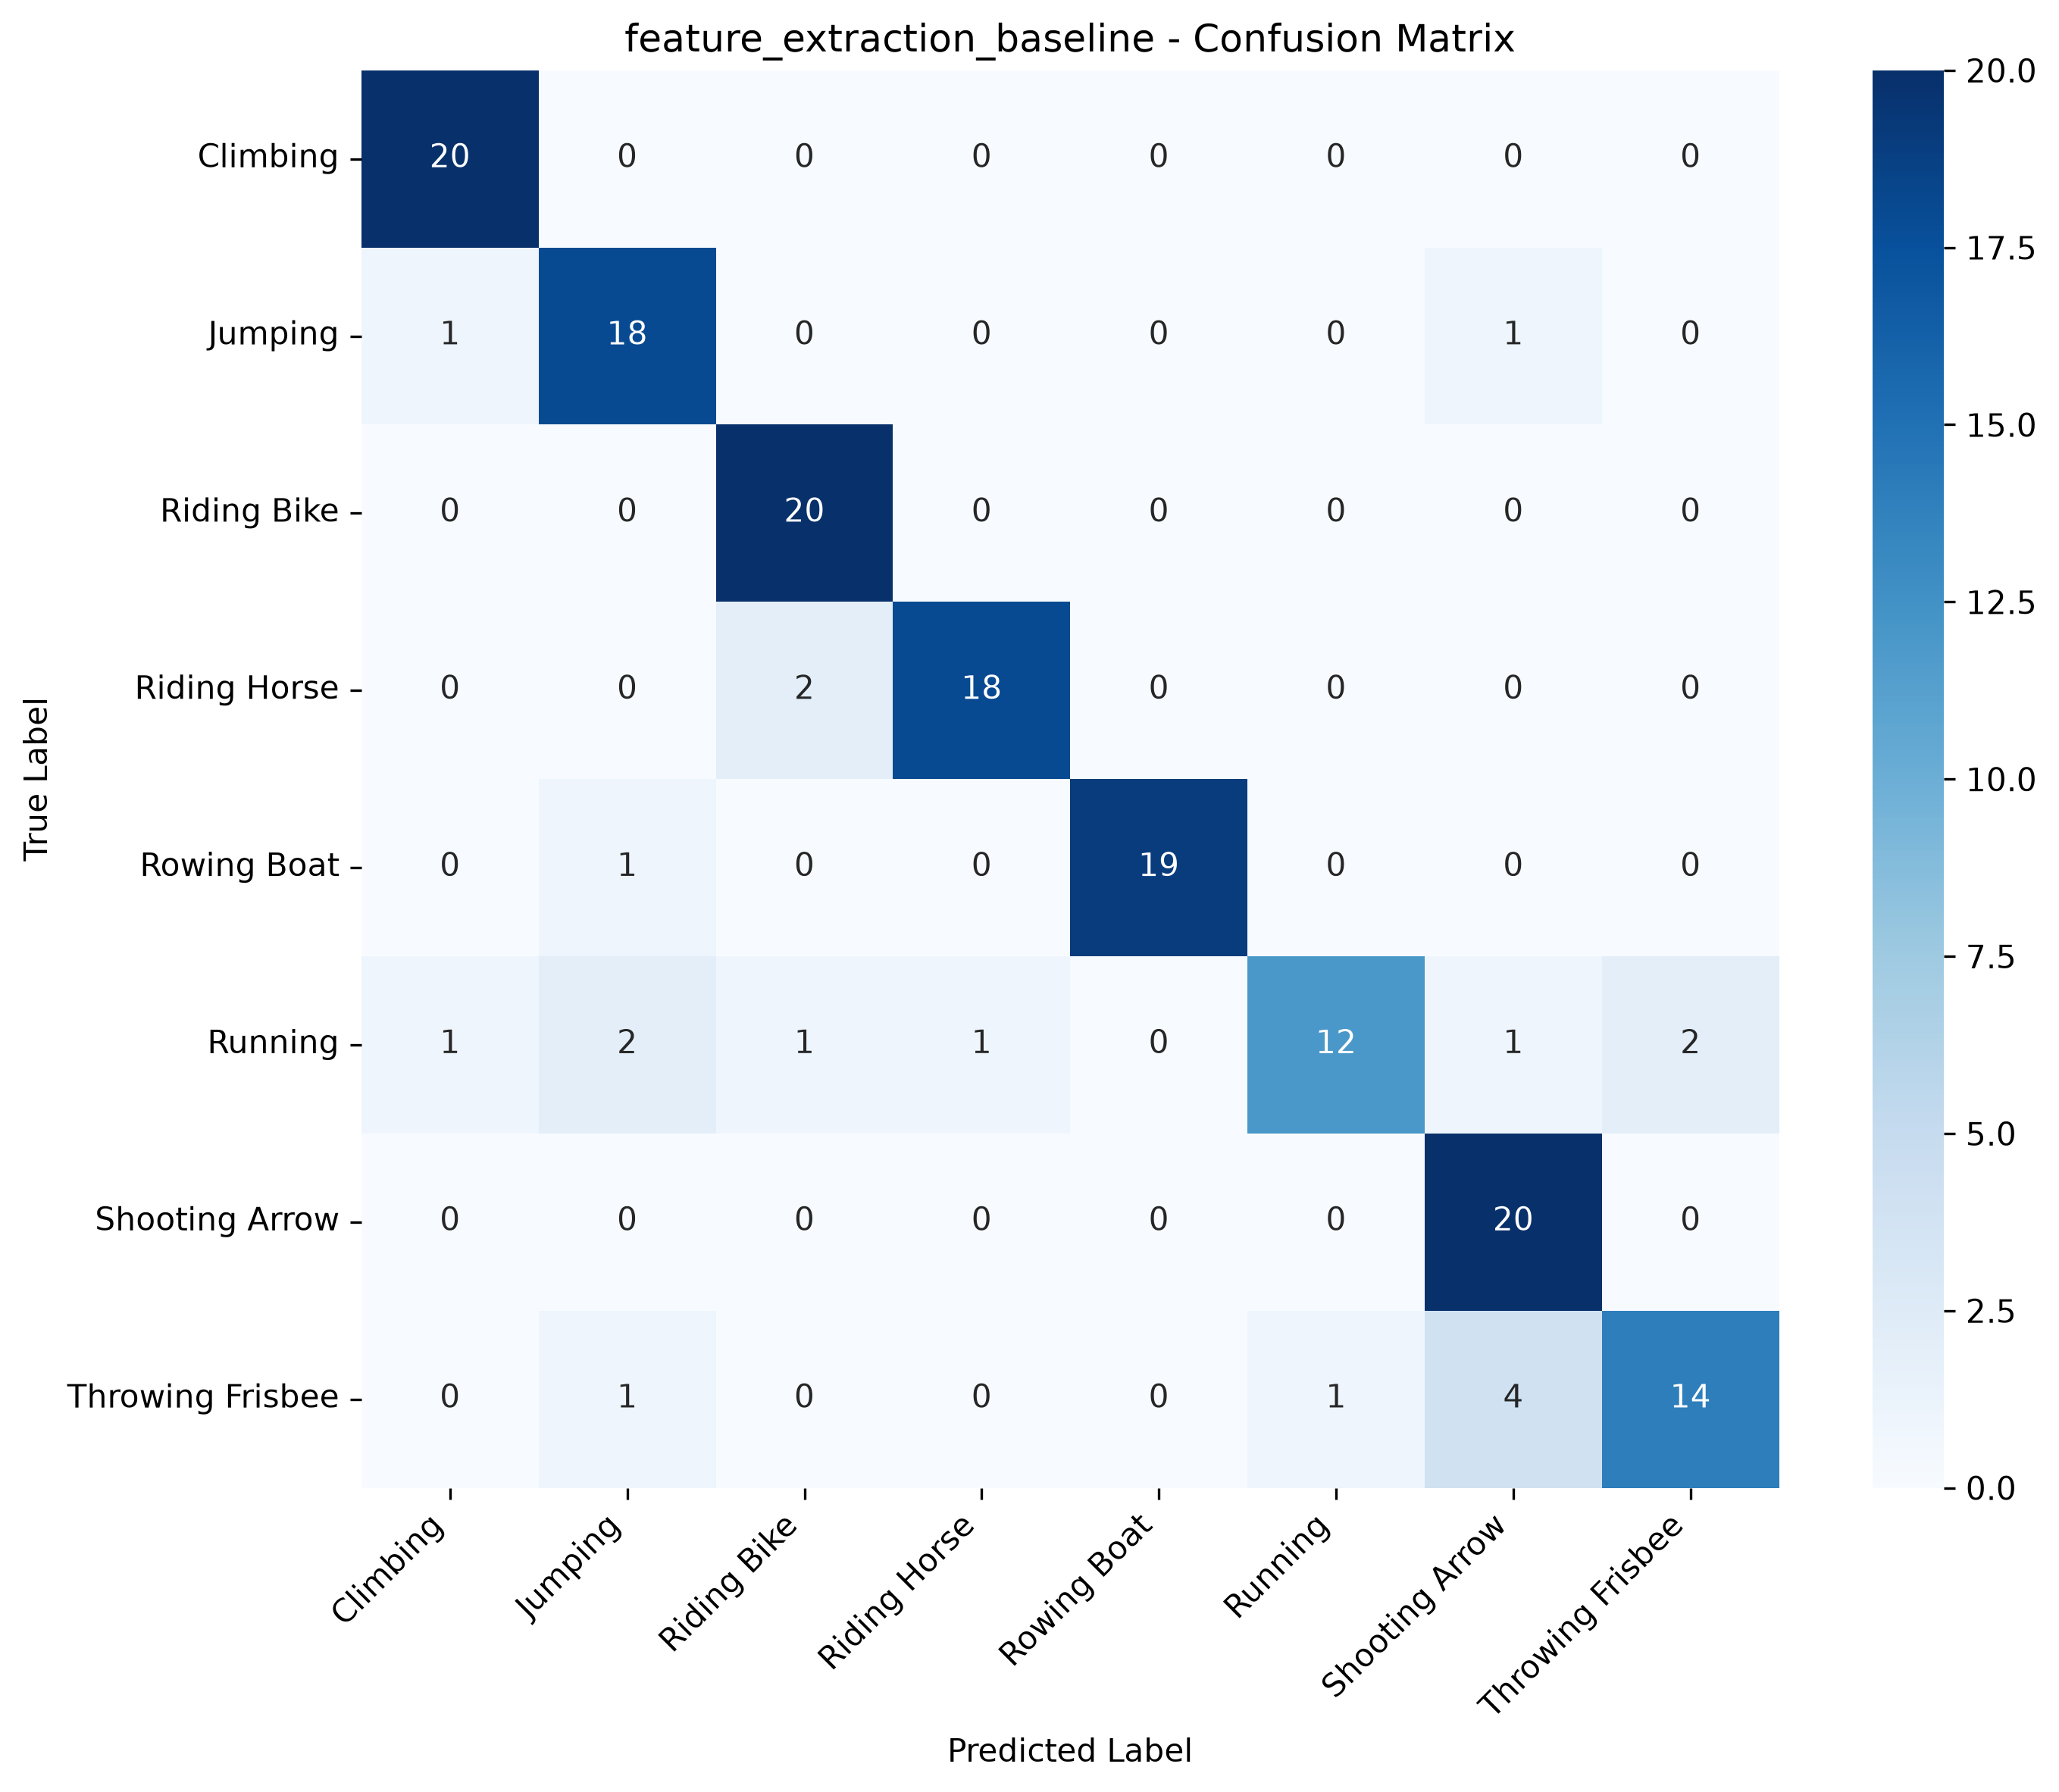 feature_extraction_baseline - Confusion Matrix
True Label
Climbing 20 0 0 0 0 0 0 0
Jumping 1 18 0 0 0 0 1 0
Riding Bike 0 0 20 0 0 0 0 0
Riding Horse 0 0 2 18 0 0 0 0
Rowing Boat 0 1 0 0 19 0 0 0
Running 1 2 1 1 0 12 1 2
Shooting Arrow 0 0 0 0 0 0 20 0
Throwing Frisbee 0 1 0 0 0 1 4 14
Climbing Jumping Riding Bike Riding Horse Rowing Boat Running Shooting Arrow Throwing Frisbee
Predicted Label
20.0
17.5
15.0
12.5
10.0
7.5
5.0
2.5
0.0